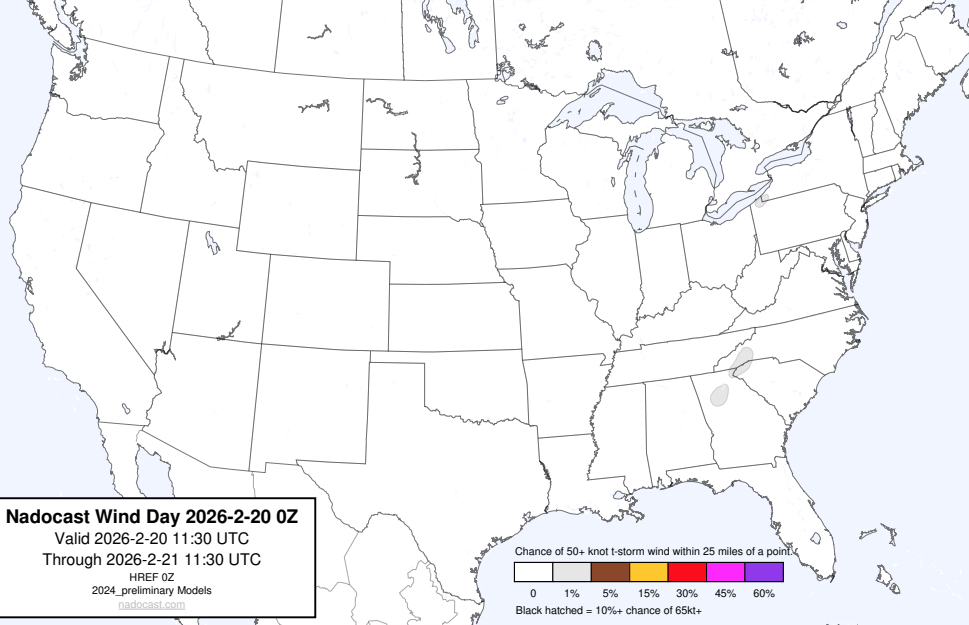 Nadocast Wind Day 2026-2-20 0Z
Valid 2026-2-20 11:30 UTC
Through 2026-2-21 11:30 UTC
HREF 0Z
2024_preliminary Models
nadocast.com
Chance of 50+ knot t-storm wind within 25 miles of a point.
0 1% 5% 15% 30% 45% 60%
Black hatched = 10%+ chance of 65kt+